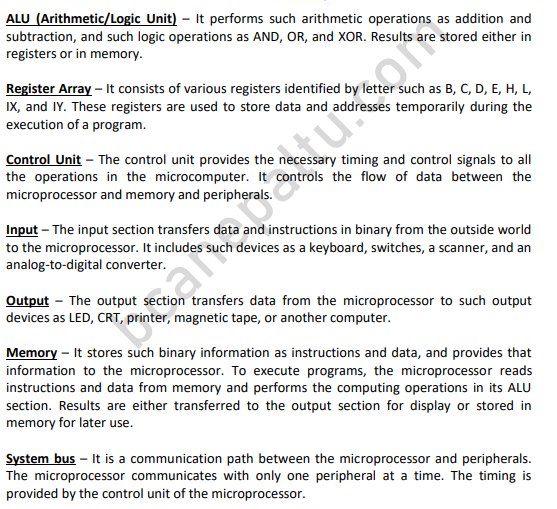 ALU (Arithmetic/Logic Unit) – It performs such arithmetic operations as addition and
subtraction, and such logic operations as AND, OR, and XOR. Results are stored either in
registers or in memory.
Register Array – It consists of various registers identified by letter such as B, C, D, E, H, L,
IX, and IY. These registers are used to store data and addresses temporarily during the
execution of a program.
Control Unit – The control unit provides the necessary timing and control signals to all
the operations in the microcomputer. It controls the flow of data between the
microprocessor and memory and peripherals.
Input – The input section transfers data and instructions in binary from the outside world
to the microprocessor. It includes such devices as a keyboard, switches, a scanner, and an
analog-to-digital converter.
Output – The output section transfers data from the microprocessor to such output
devices as LED, CRT, printer, magnetic tape, or another computer.
Memory – It stores such binary information as instructions and data, and provides that
information to the microprocessor. To execute programs, the microprocessor reads
instructions and data from memory and performs the computing operations in its ALU
section. Results are either transferred to the output section for display or stored in
memory for later use.
System bus – It is a communication path between the microprocessor and peripherals.
The microprocessor communicates with only one peripheral at a time. The timing is
provided by the control unit of the microprocessor.
bcanepaltu.com